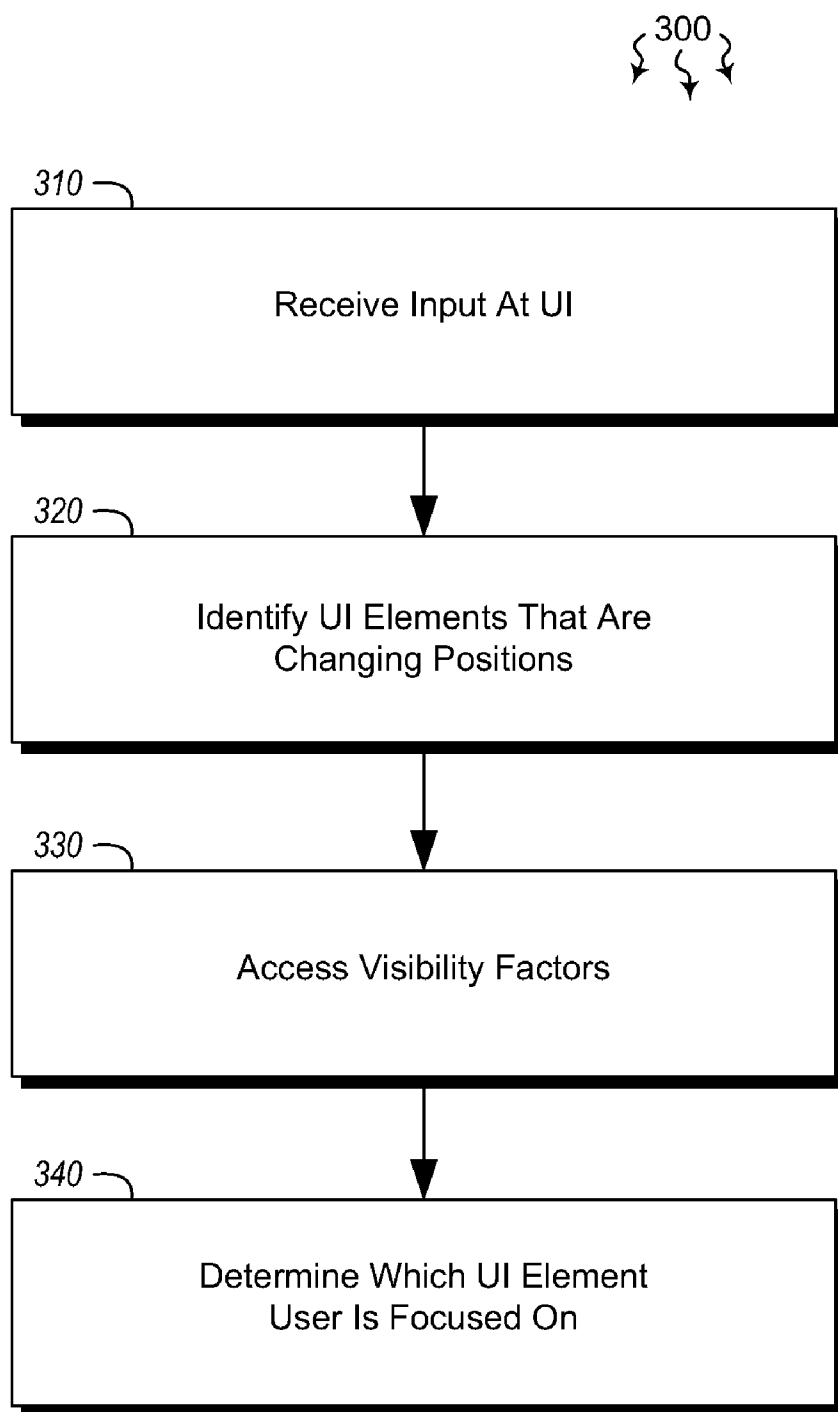 300
310
Receive Input At UI
320
Identify UI Elements That Are
Changing Positions
330
Access Visibility Factors
340
Determine Which UI Element
User Is Focused On